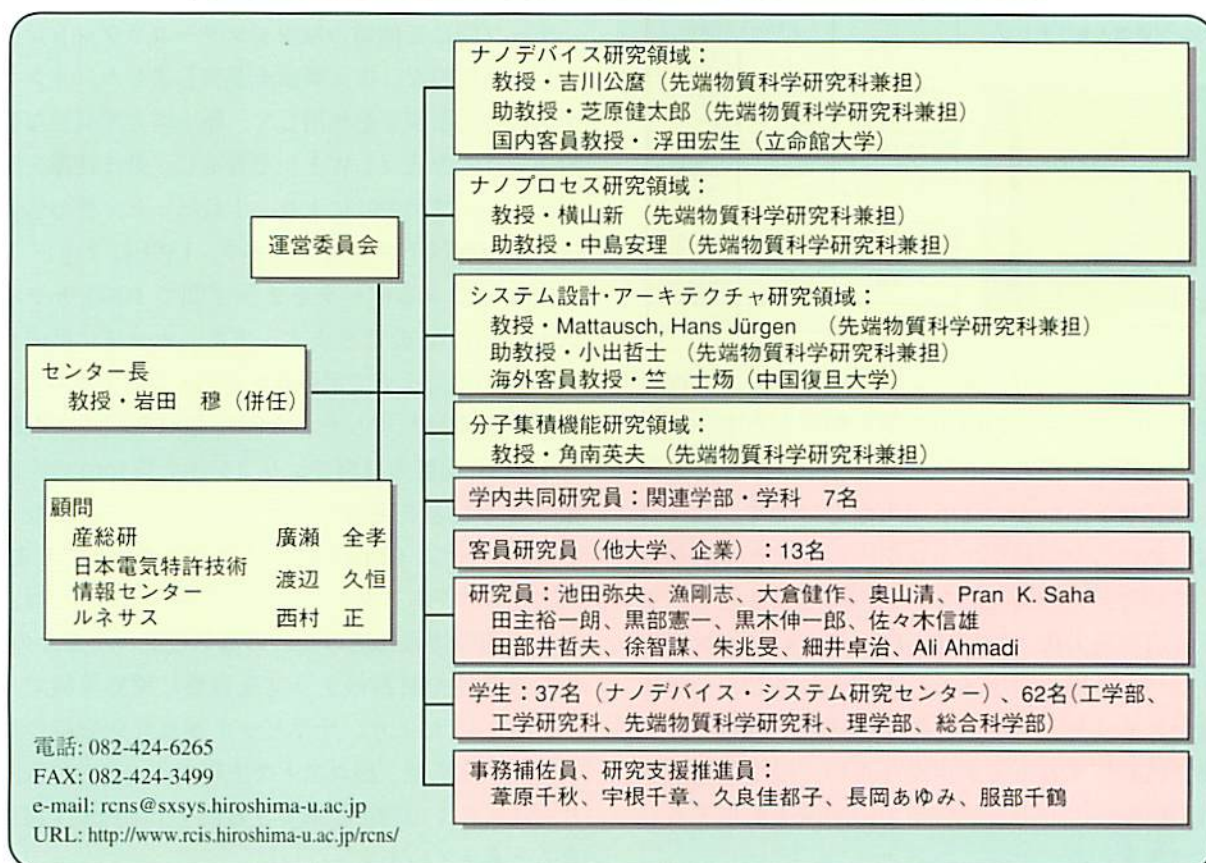 運営委員会
センター長
教授・岩田 穆(併任)
顧問
産総研 廣瀬 全孝
日本電気特許技術
情報センター 渡辺 久恒
ルネサス 西村 正
ナノデバイス研究領域：
教授・吉川公麿(先端物質科学研究科兼担)
助教授・芝原健太郎(先端物質科学研究科兼担)
国内客員教授・ 浮田宏生(立命館大学)
ナノプロセス研究領域：
教授・横山新 (先端物質科学研究科兼担)
助教授・中島安理 (先端物質科学研究科兼担)
システム設計・アーキテクチャ研究領域：
教授・Mattausch, Hans Jürgen (先端物質科学研究科兼担)
助教授・小出哲士 (先端物質科学研究科兼担)
海外客員教授・竺 士炀(中国復旦大学)
分子集積機能研究領域：
教授・角南英夫 (先端物質科学研究科兼担)
学内共同研究員：関連学部・学科 7名
客員研究員(他大学、企業)：13名
研究員：池田弥央、漁剛志、大倉健作、奥山清、Pran K. Saha
田主裕一朗、黒部憲一、黒木伸一郎、佐々木信雄
田部井哲夫、徐智謀、朱兆旻、細井卓治、Ali Ahmadi
学生：37名(ナノデバイス・システム研究センター)、62名(工学部、
工学研究科、先端物質科学研究科、理学部、総合科学部)
事務補佐員、研究支援推進員：
葦原千秋、宇根千章、久良佳都子、長岡あゆみ、服部千鶴
電話: 082-424-6265
FAX: 082-424-3499
e-mail: rcns@sxsys.hiroshima-u.ac.jp
URL: http://www.rcis.hiroshima-u.ac.jp/rcns/